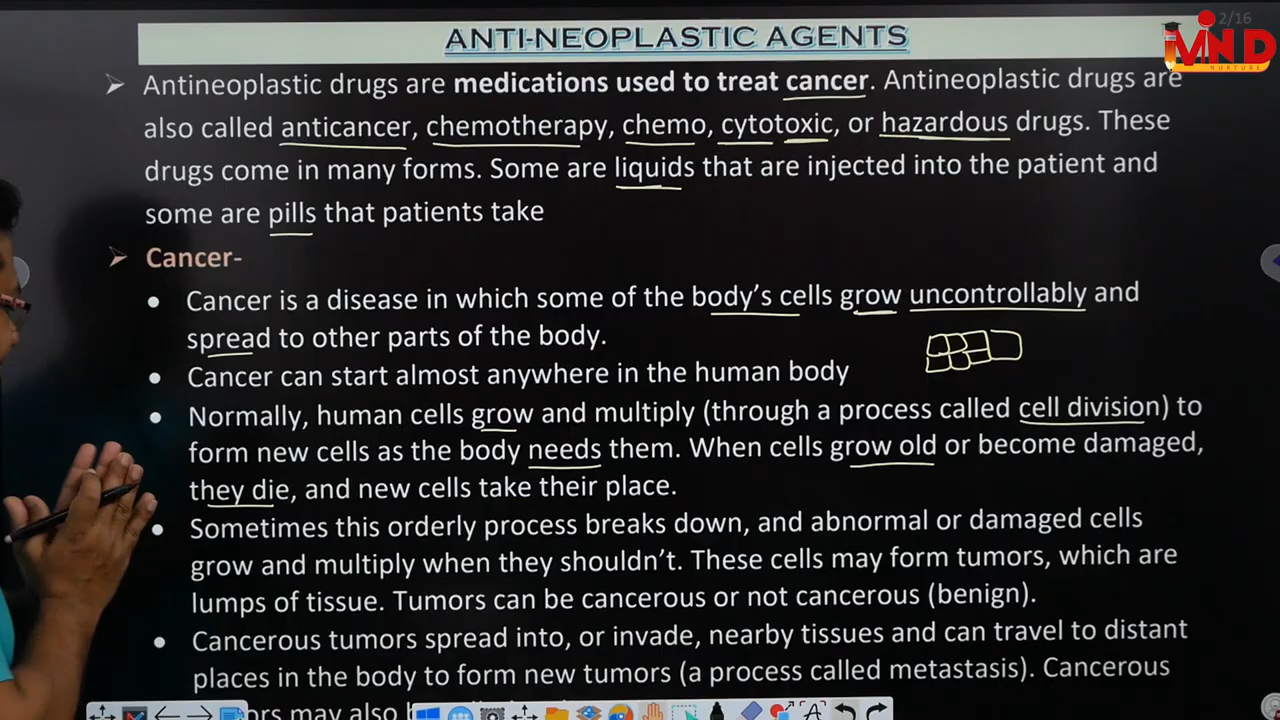 2/16
MIND
NURTURE
ANTI-NEOPLASTIC AGENTS
Antineoplastic drugs are medications used to treat cancer. Antineoplastic drugs are
also called anticancer, chemotherapy, chemo, cytotoxic, or hazardous drugs. These
drugs come in many forms. Some are liquids that are injected into the patient and
some are pills that patients take
Cancer-
Cancer is a disease in which some of the body's cells grow uncontrollably and
spread to other parts of the body.
Cancer can start almost anywhere in the human body
Normally, human cells grow and multiply (through a process called cell division) to
form new cells as the body needs them. When cells grow old or become damaged,
they die, and new cells take their place.
Sometimes this orderly process breaks down, and abnormal or damaged cells
grow and multiply when they shouldn't. These cells may form tumors, which are
lumps of tissue. Tumors can be cancerous or not cancerous (benign).
Cancerous tumors spread into, or invade, nearby tissues and can travel to distant
places in the body to form new tumors (a process called metastasis). Cancerous
ors may also